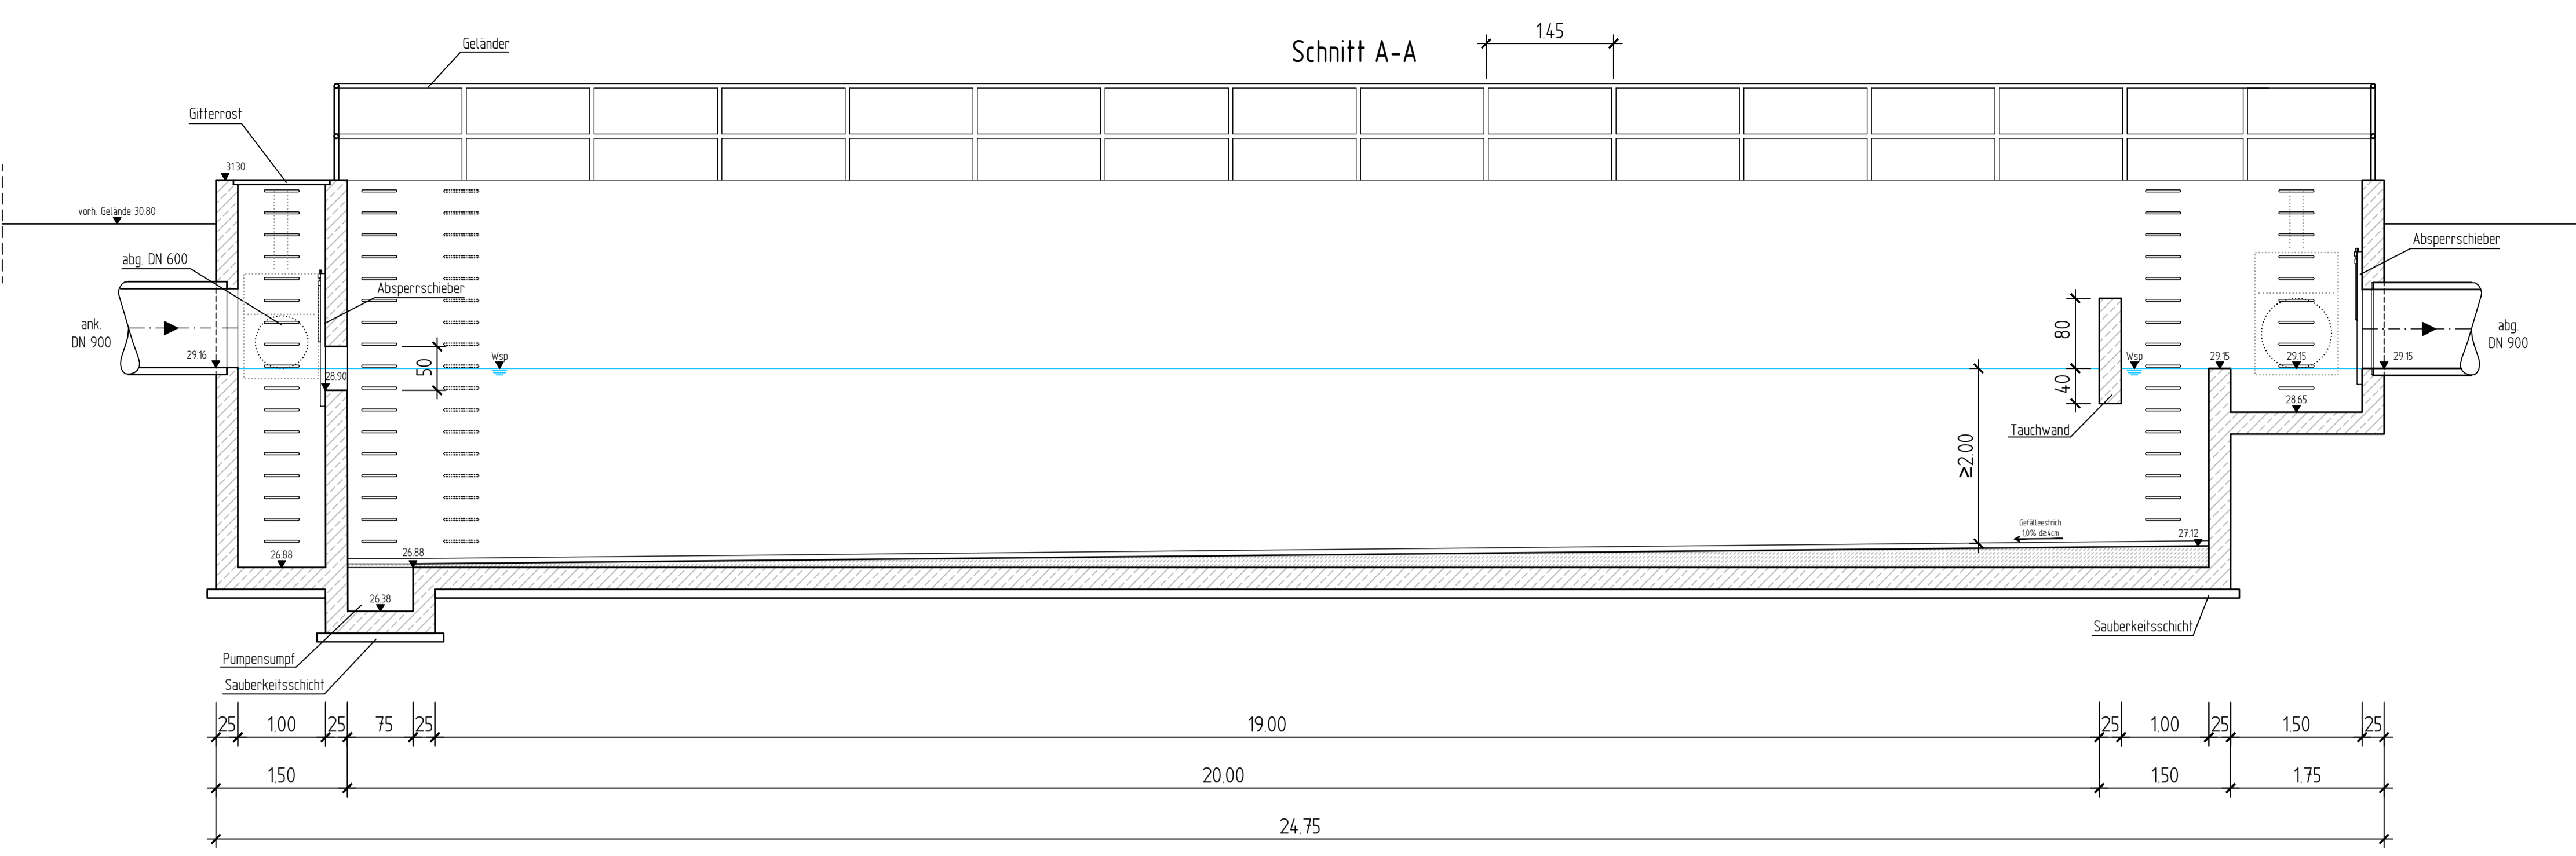 Schnitt A-A
1.45
Geländer
Gitterrost
31.30
vorh. Gelände 30.80
abg. DN 600
Absperrschieber
Absperrschieber
ank.
DN 900
29.16
28.90
50
Wsp
80
40
Wsp
29.15
29.15
29.15
abg.
DN 900
28.65
Tauchwand
≥2.00
Gefälleestrich
1.0% d≥4cm
27.12
26.88
26.88
26.38
Pumpensumpf
Sauberkeitsschicht
Sauberkeitsschicht
25 1.00 25 75 25 19.00 25 1.00 25 1.50 25
1.50 20.00 1.50 1.75
24.75